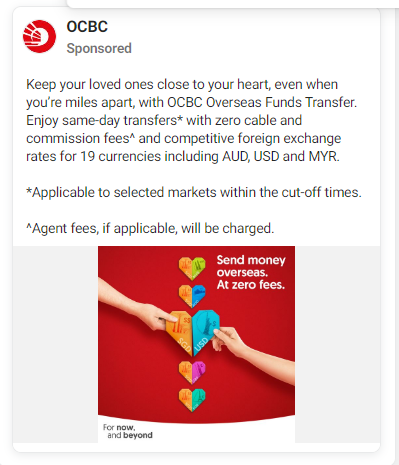 OCBC
Sponsored
Keep your loved ones close to your heart, even when
you're miles apart, with OCBC Overseas Funds Transfer.
Enjoy same-day transfers* with zero cable and
commission fees^ and competitive foreign exchange
rates for 19 currencies including AUD, USD and MYR.
*Applicable to selected markets within the cut-off times.
^Agent fees, if applicable, will be charged.
Send money
overseas.
At zero fees.
SGD
USD
For now,
and beyond